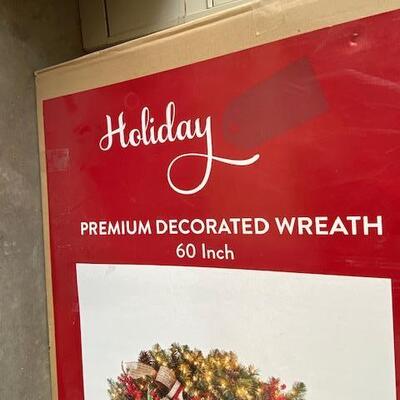 Holiday
PREMIUM DECORATED WREATH
60 Inch